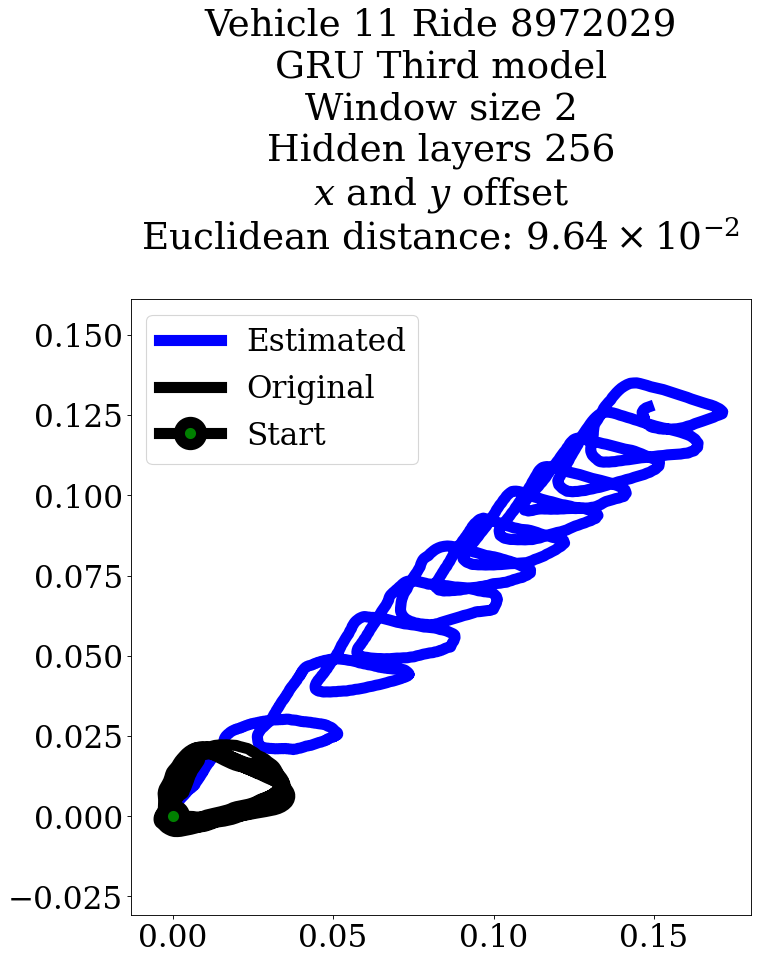 Vehicle 11 Ride 8972029
GRU Third model
Window size 2
Hidden layers 256
x and y offset
Euclidean distance: 9.64 × 10⁻²
Estimated
Original
Start
0.150
0.125
0.100
0.075
0.050
0.025
0.000
−0.025
0.00 0.05 0.10 0.15